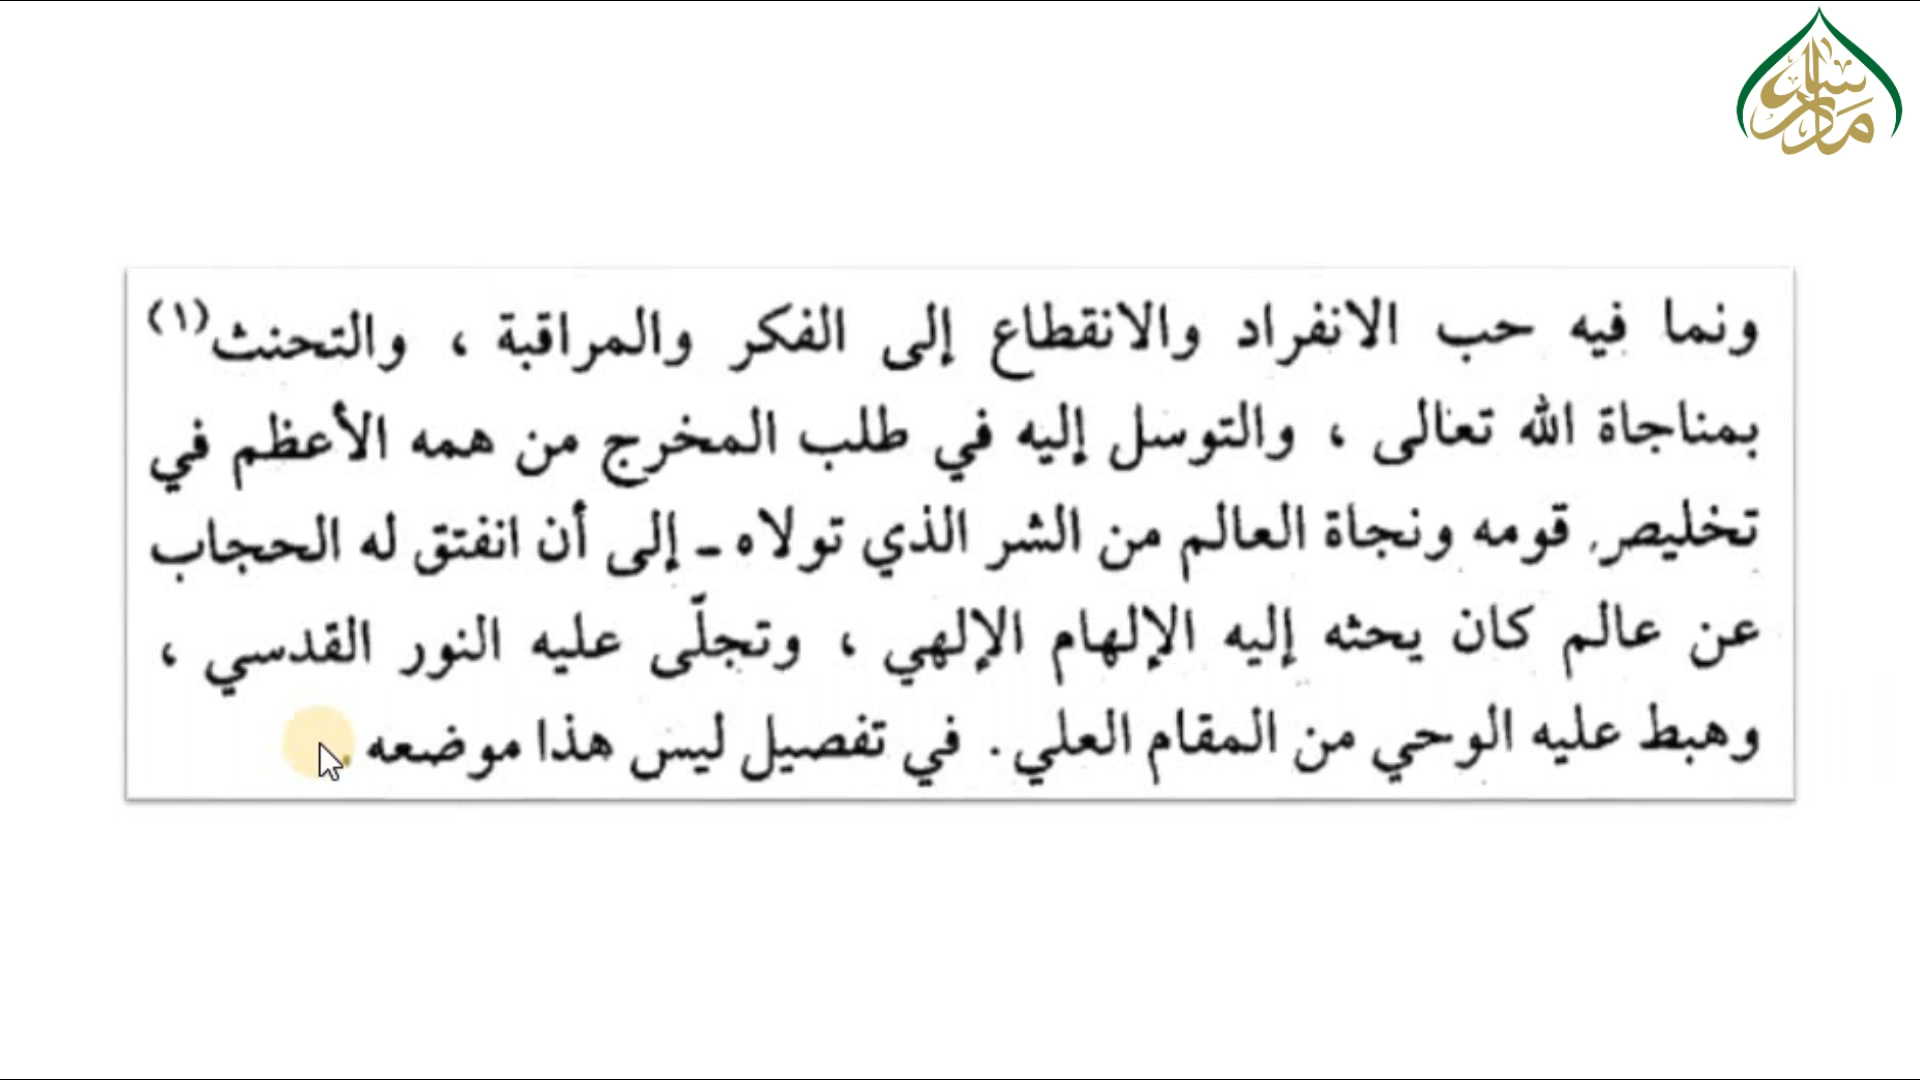 مدارسة
ونما فيه حب الانفراد والانقطاع إلى الفكر والمراقبة ، والتحنث(١)
بمناجاة الله تعالى ، والتوسل إليه في طلب المخرج من همه الأعظم في
تخليص قومه ونجاة العالم من الشر الذي تولاه ـ إلى أن انفتق له الحجاب
عن عالم كان يحثه إليه الإلهام الإلهي ، وتجلّى عليه النور القدسي ،
وهبط عليه الوحي من المقام العلي . في تفصيل ليس هذا موضعه .